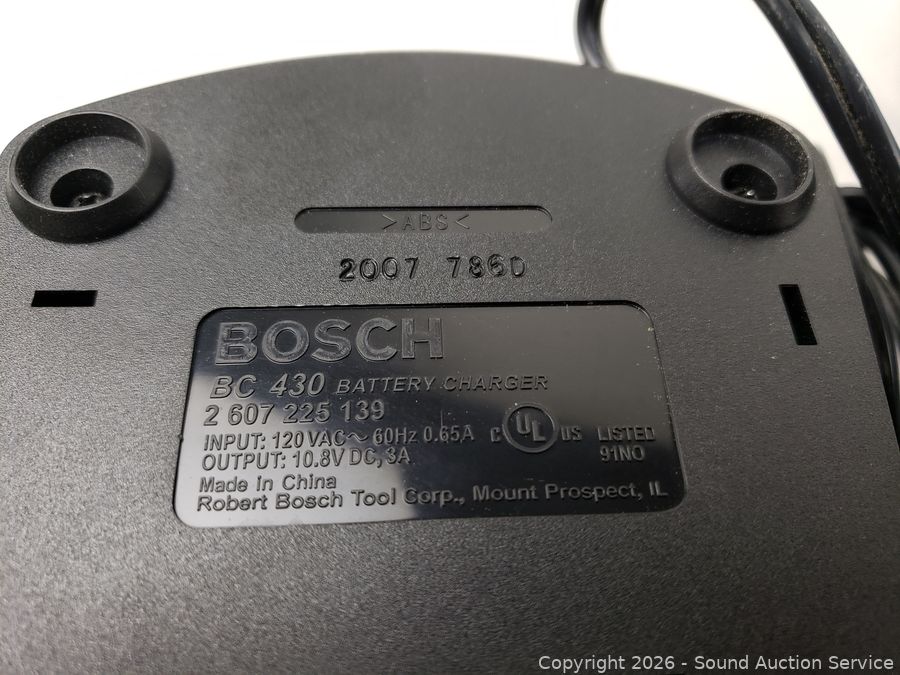 >ABS<
2007 786D
BOSCH
BC 430 BATTERY CHARGER
2 607 225 139
INPUT: 120 VAC~ 60Hz 0.65A
OUTPUT: 10.8V DC, 3A
C UL US LISTED
91NO
Made in China
Robert Bosch Tool Corp., Mount Prospect, IL
Copyright 2026 - Sound Auction Service